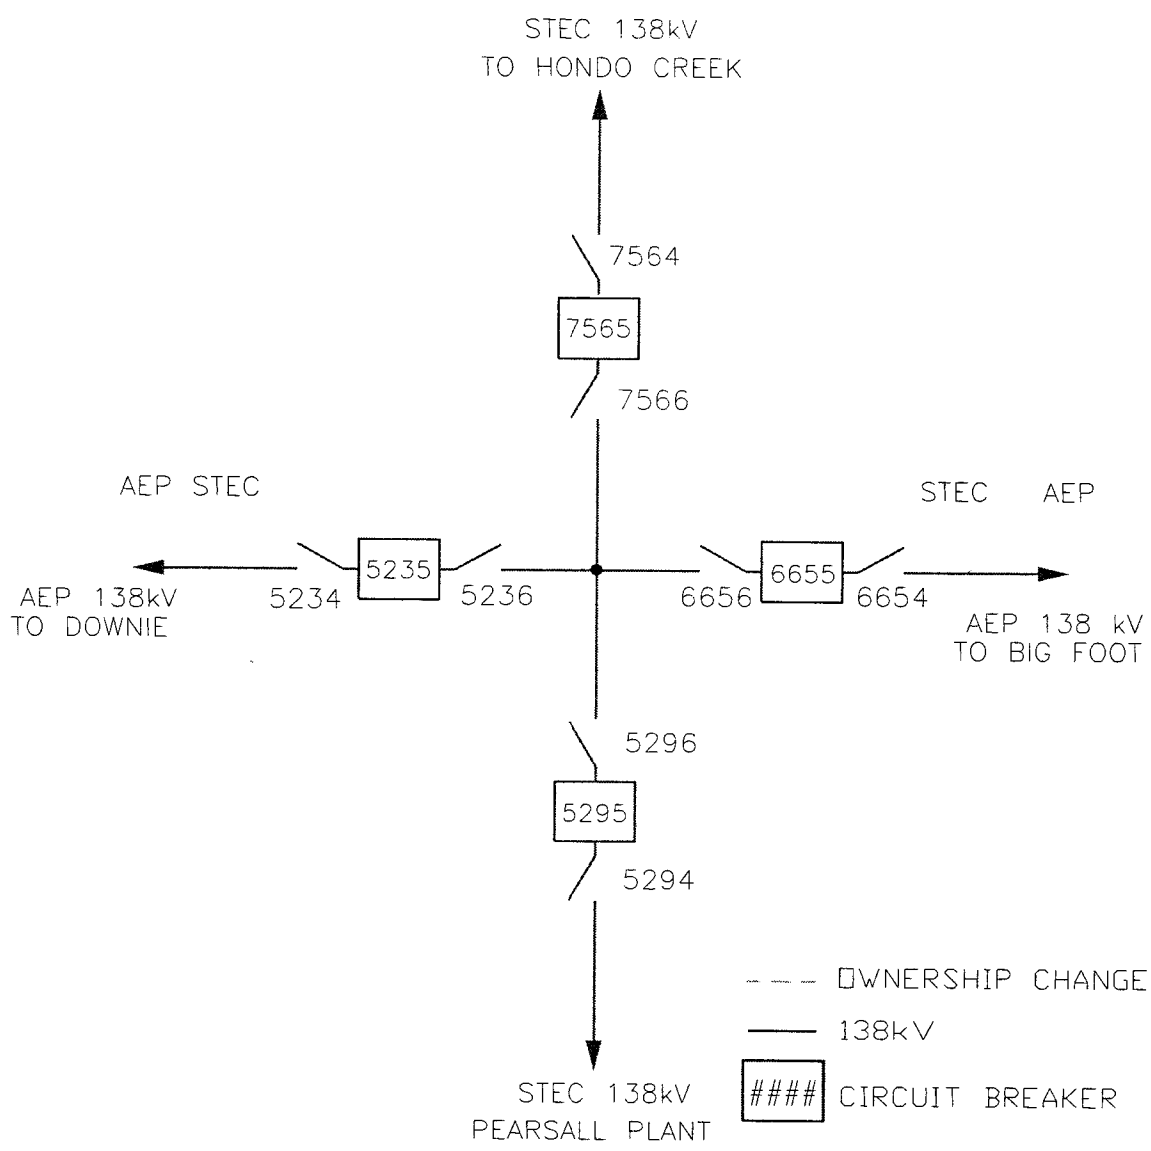 STEC 138kV
TO HONDO CREEK
7564
7565
7566
AEP STEC
STEC AEP
5235
6655
5234
5236
6656
6654
AEP 138kV
TO DOWNIE
AEP 138 kV
TO BIG FOOT
5296
5295
5294
OWNERSHIP CHANGE
138kV
#### CIRCUIT BREAKER
STEC 138kV
PEARSALL PLANT